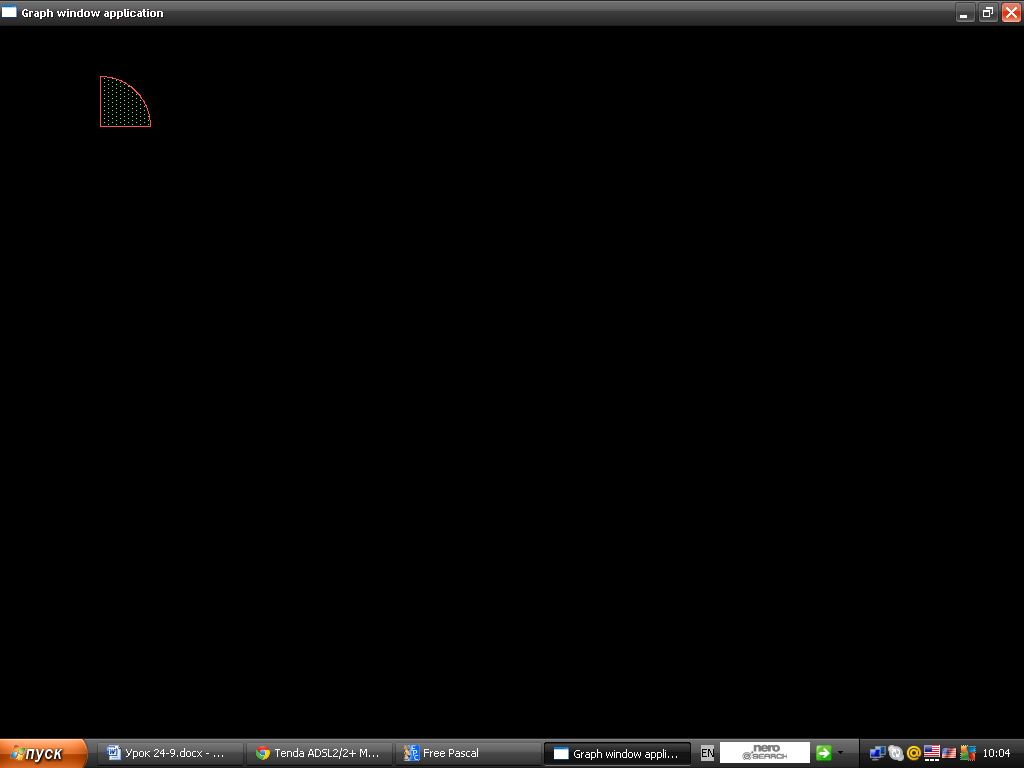 Graph window application
пуск
Урок 24-9.docx - ...
Tenda ADSL2/2+ M...
Free Pascal
Graph window appli...
EN
nero
SEARCH
10:04